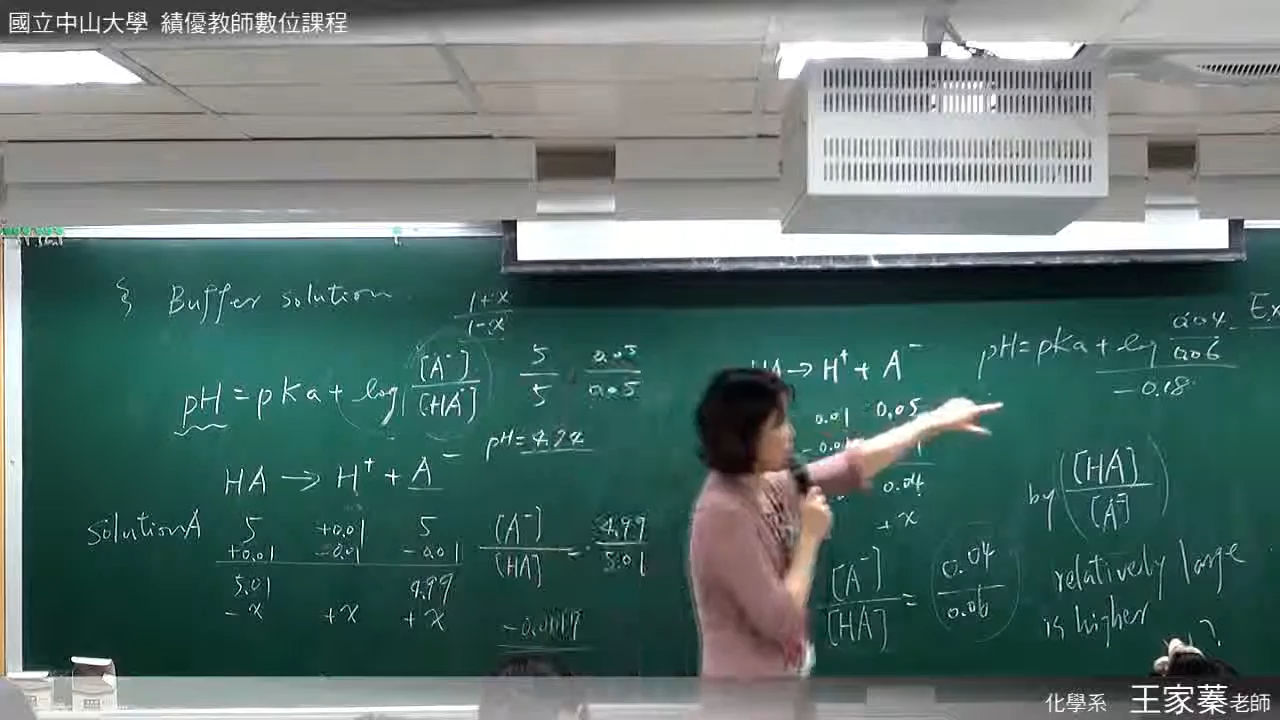 國立中山大學 績優教師數位課程
§ Buffer solution
1+x
1-x
pH = pKa + log [A⁻]/[HA]
5/5 0.05/0.05
pH=4.74
HA → H⁺ + A⁻
solution A 5 +0.01 5
+0.01 -0.01 -0.01
5.01 4.99
-x +x +x
[A⁻]/[HA] = 4.99/5.01
HA → H⁺ + A⁻
0.01 0.05
0.04
+x
[A⁻]/[HA] = 0.04/0.06
pH = pKa + log 0.04/0.06
-0.18
by ([HA]/[A⁻])
relatively large
is higher
Ex
化學系 王家蓁老師